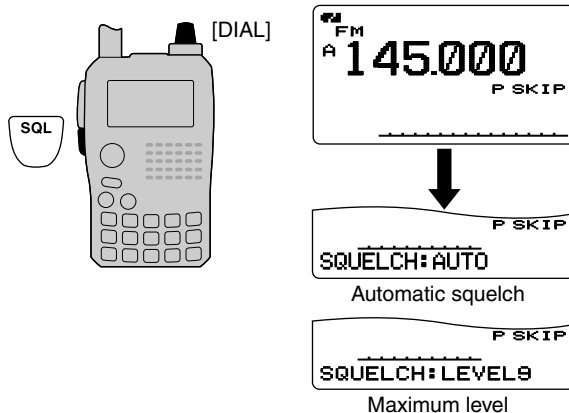 [DIAL]
SQL
FM
A 145.000
P SKIP
P SKIP
SQUELCH:AUTO
Automatic squelch
P SKIP
SQUELCH:LEVEL9
Maximum level